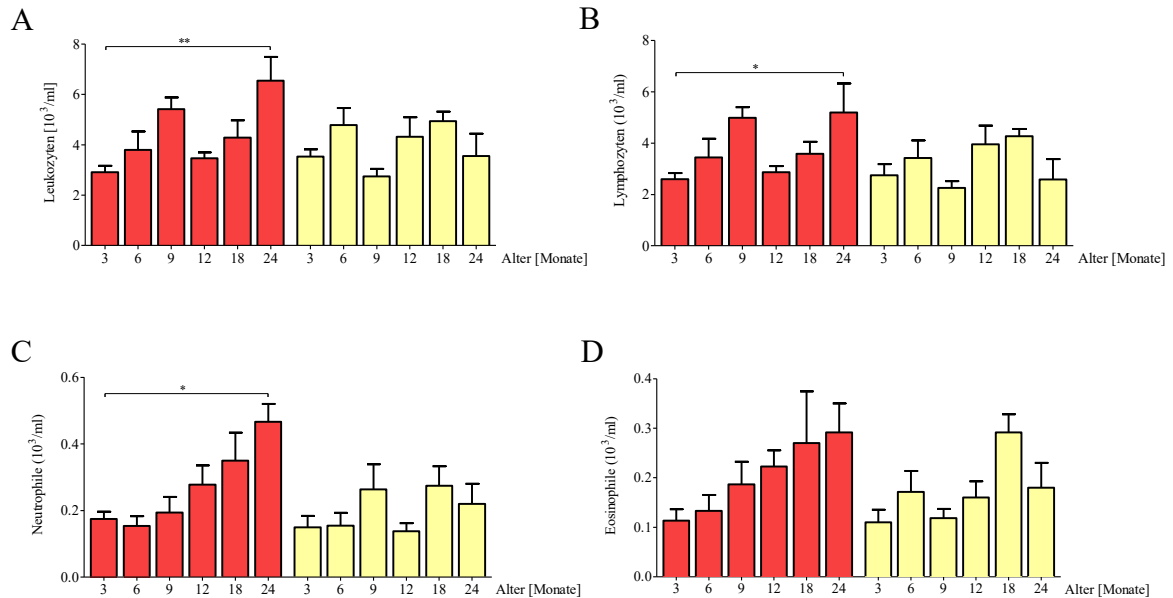 A
Leukozyten [10³/ml]
8
6
4
2
0
**
3 6 9 12 18 24 3 6 9 12 18 24 Alter [Monate]
B
Lymphozyten (10³/ml)
8
6
4
2
0
*
3 6 9 12 18 24 3 6 9 12 18 24 Alter [Monate]
C
Neutrophile (10³/ml)
0.6
0.4
0.2
0.0
*
3 6 9 12 18 24 3 6 9 12 18 24 Alter [Monate]
D
Eosinophile (10³/ml)
0.4
0.3
0.2
0.1
0.0
3 6 9 12 18 24 3 6 9 12 18 24 Alter [Monate]